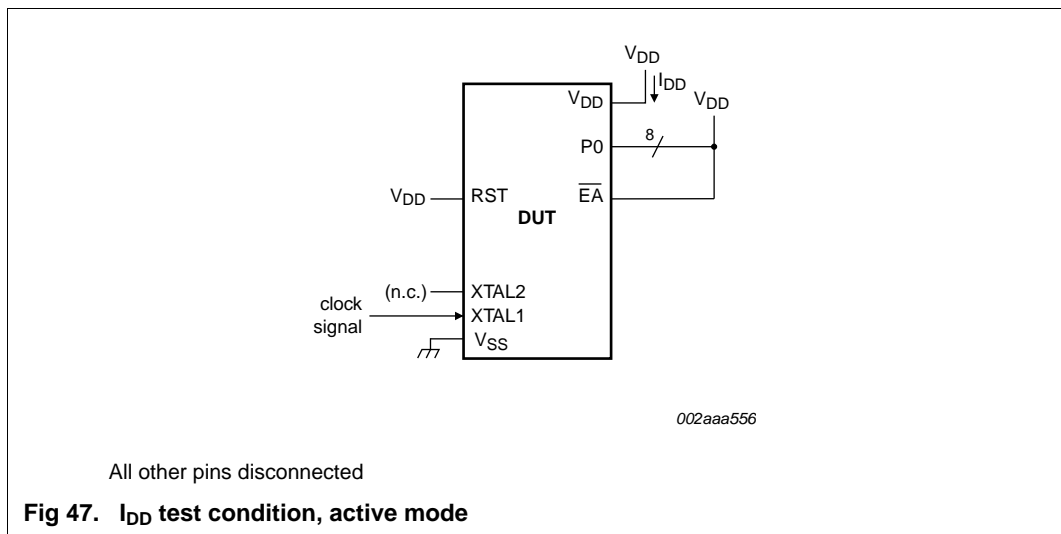 VDD
IDD
VDD
VDD
P0
8
VDD
RST
EA
DUT
(n.c.)
XTAL2
clock
signal
XTAL1
VSS
002aaa556
All other pins disconnected
Fig 47. IDD test condition, active mode